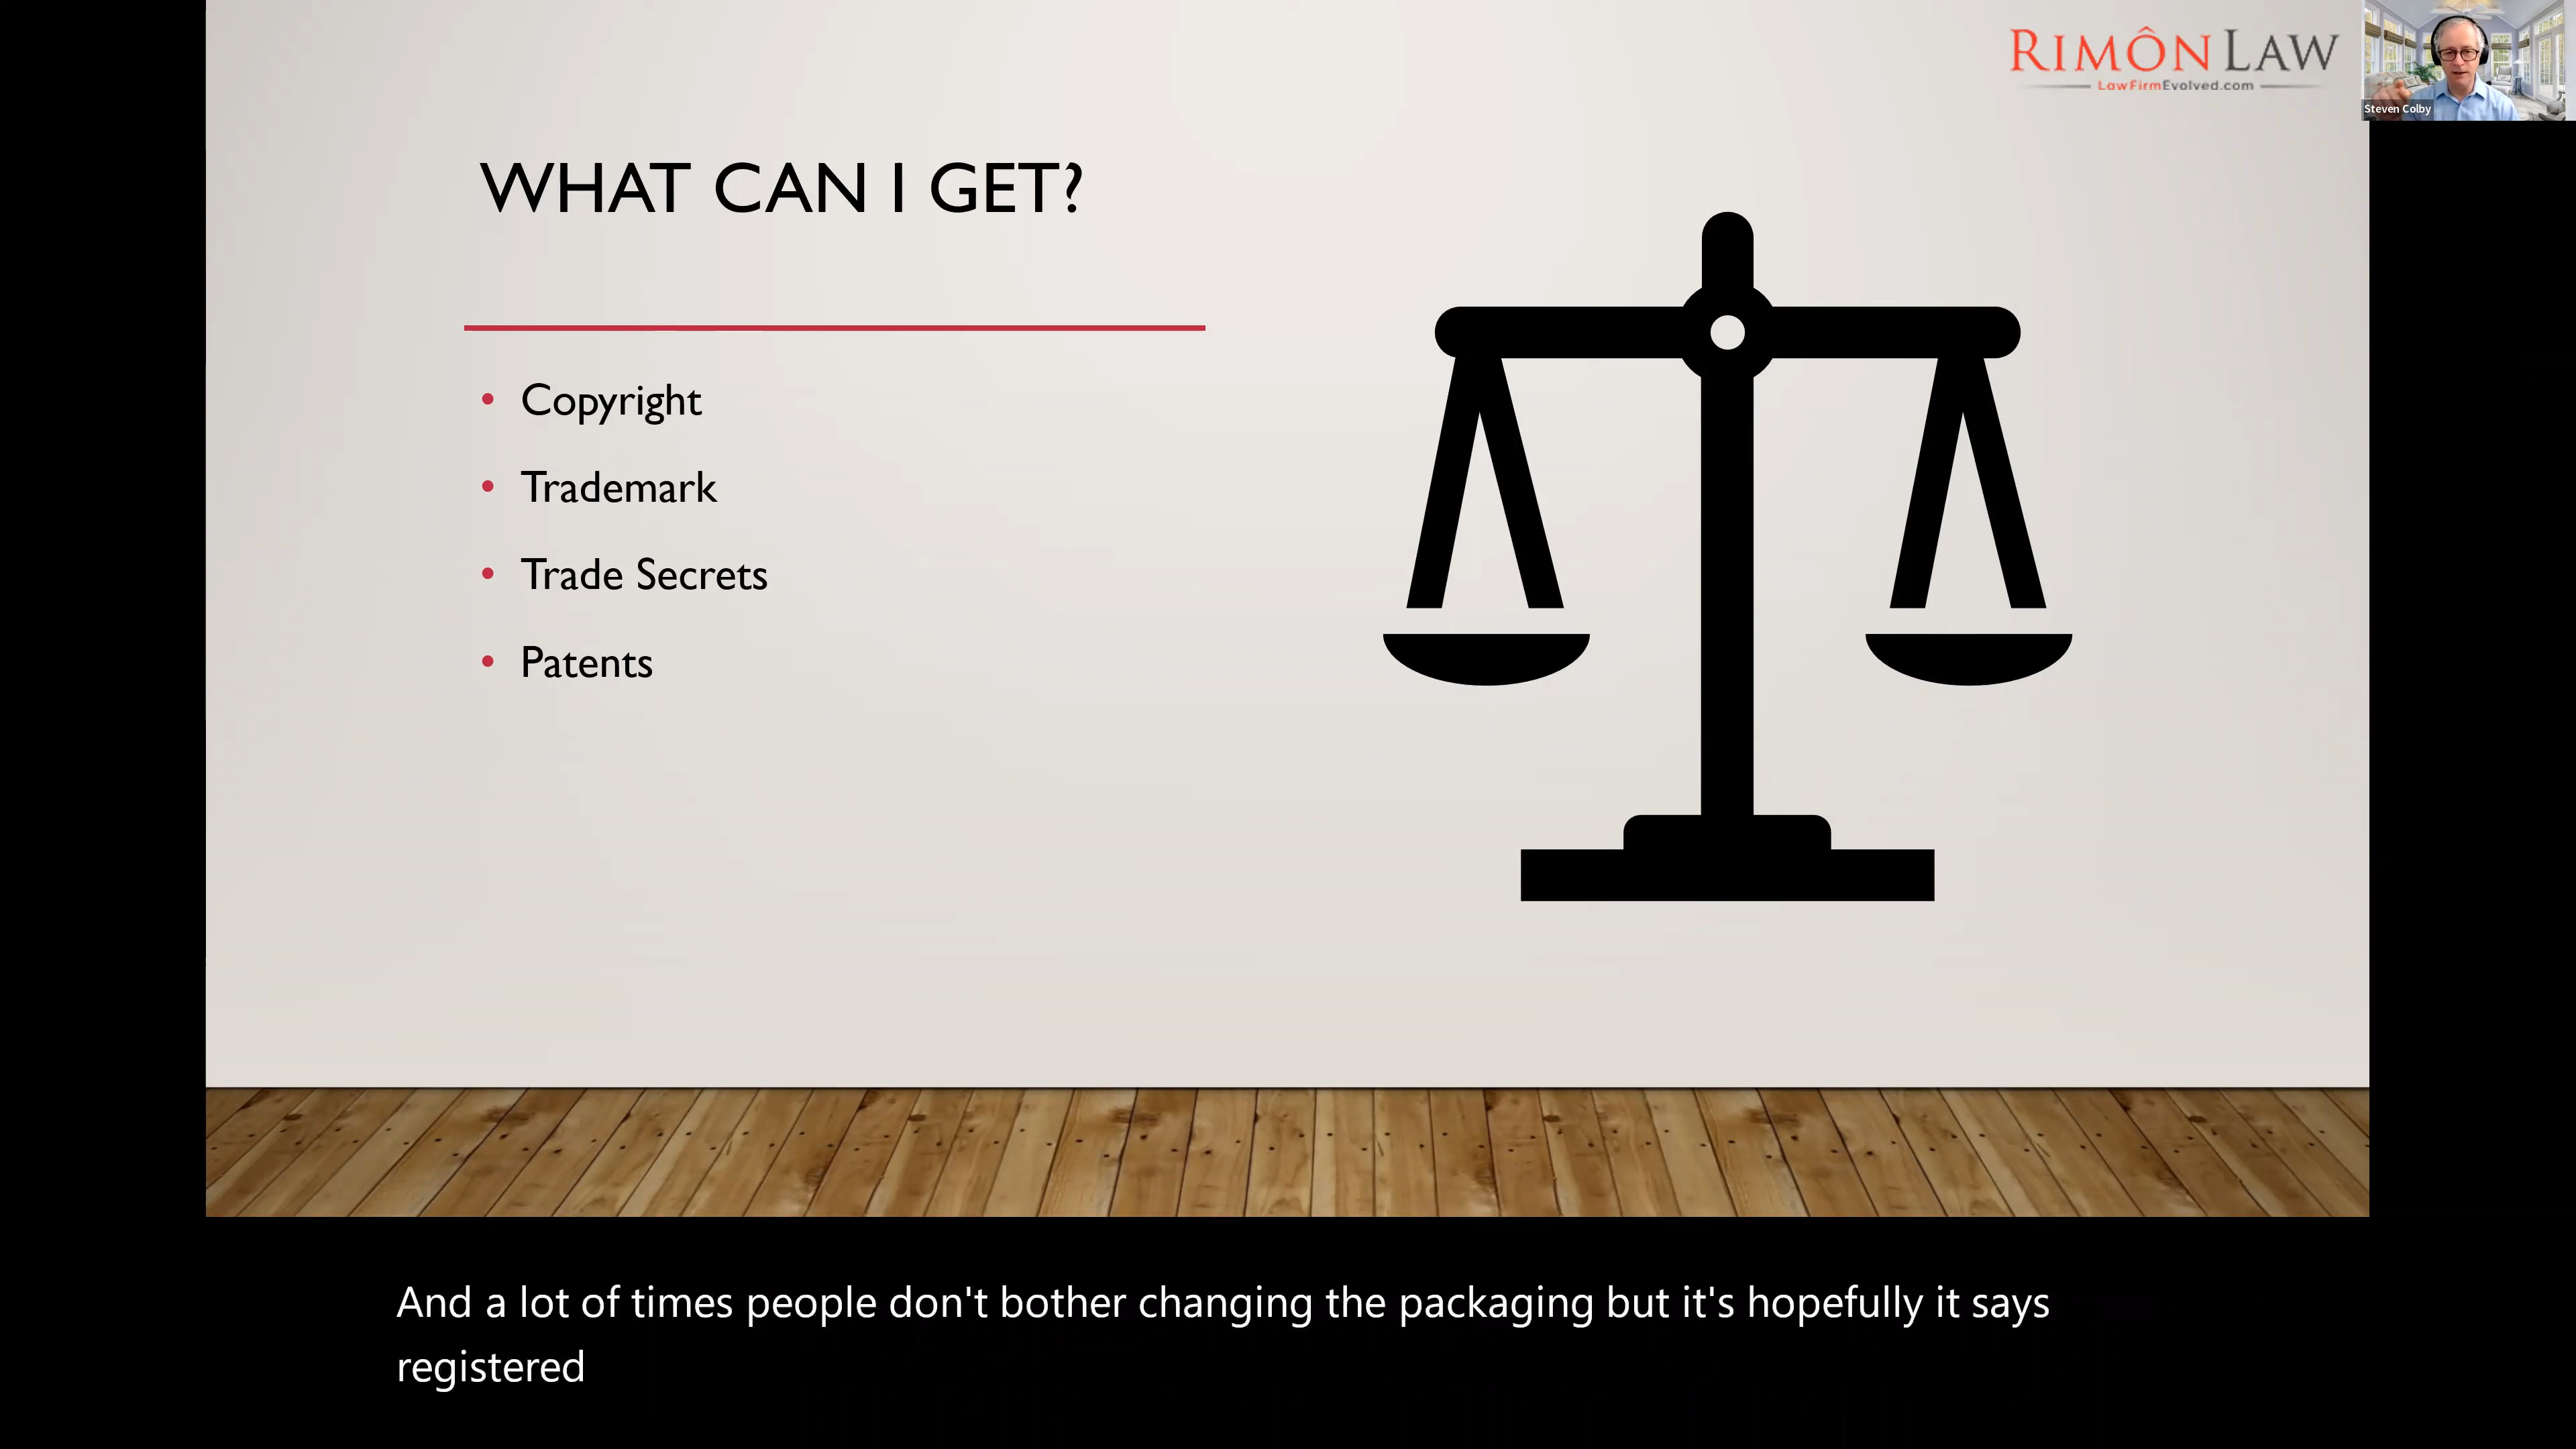 RIMÔN LAW
LawFirmEvolved.com
Steven Colby
WHAT CAN I GET?
• Copyright
• Trademark
• Trade Secrets
• Patents
And a lot of times people don't bother changing the packaging but it's hopefully it says
registered